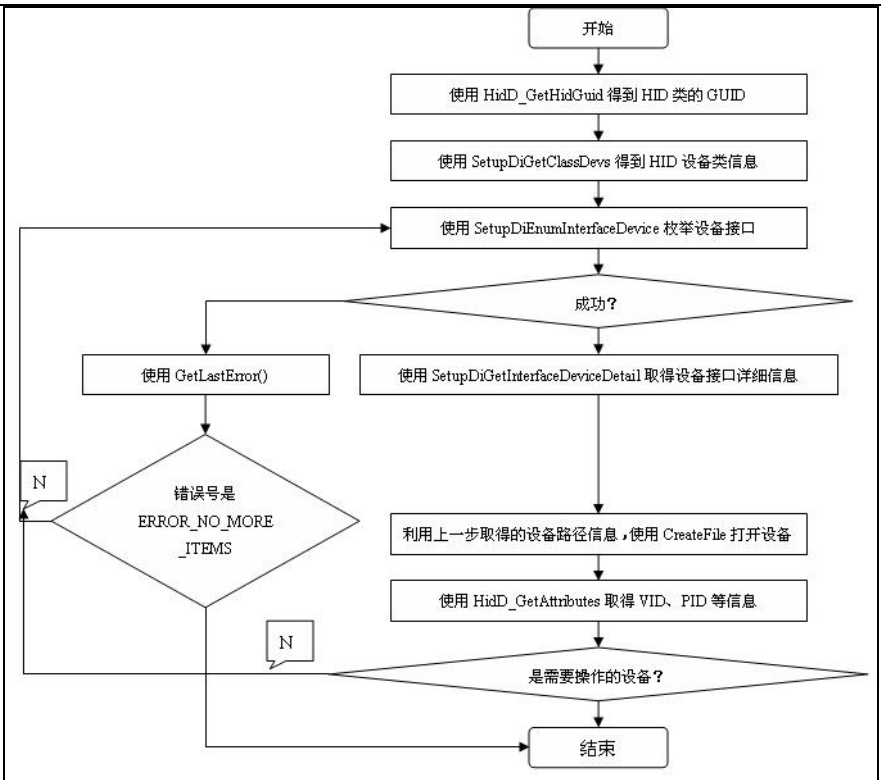 开始
使用 HidD_GetHidGuid 得到 HID 类的 GUID
使用 SetupDiGetClassDevs 得到 HID 设备类信息
使用 SetupDiEnumInterfaceDevice 枚举设备接口
成功?
使用 GetLastError()
使用 SetupDiGetInterfaceDeviceDetail 取得设备接口详细信息
N
错误号是
ERROR_NO_MORE
_ITEMS
利用上一步取得的设备路径信息,使用 CreateFile 打开设备
使用 HidD_GetAttributes 取得 VID、PID 等信息
N
是需要操作的设备?
结束